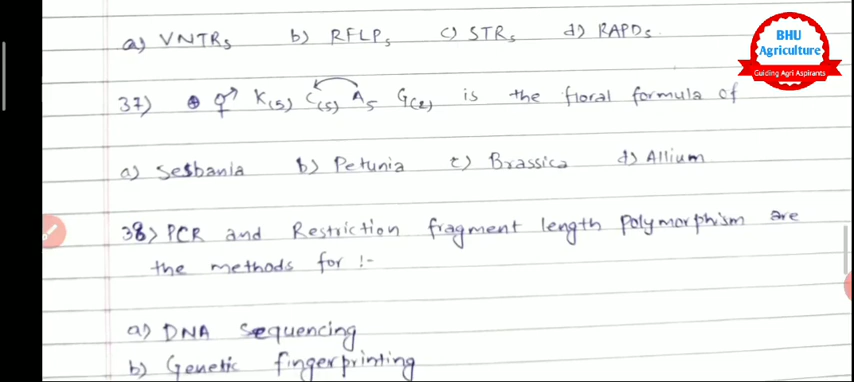 a) VNTRs b) RFLPs c) STRs d) RAPDs.
BHU
Agriculture
Guiding Agri Aspirants
37) ⊕ ⚥ K(5) C(5) A5 G(2) is the floral formula of
a) Sesbania b) Petunia c) Brassica d) Allium
38) PCR and Restriction fragment length polymorphism are
the methods for :-
a) DNA sequencing
b) Genetic fingerprinting